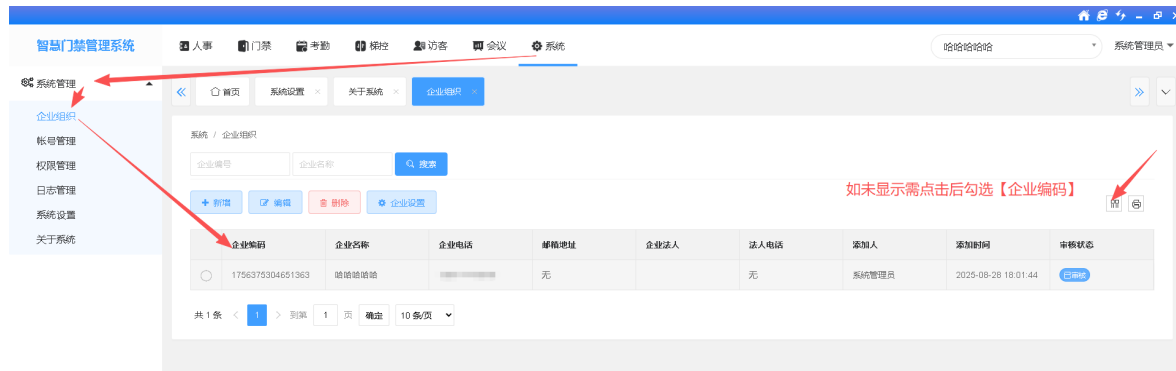 智慧门禁管理系统 人事 门禁 考勤 梯控 访客 会议 系统 哈哈哈哈哈 系统管理员
系统管理
首页 系统设置 × 关于系统 × 企业组织 ×
企业组织
帐号管理
权限管理
日志管理
系统设置
关于系统
系统 / 企业组织
企业编号 企业名称 搜索
如未显示需点击后勾选【企业编码】
+ 新增 编辑 删除 企业设置
企业编码 企业名称 企业电话 邮箱地址 企业法人 法人电话 添加人 添加时间 审核状态
1756375304651363 哈哈哈哈哈 无 无 系统管理员 2025-08-28 18:01:44 已审核
共 1 条 < 1 > 到第 1 页 确定 10 条/页